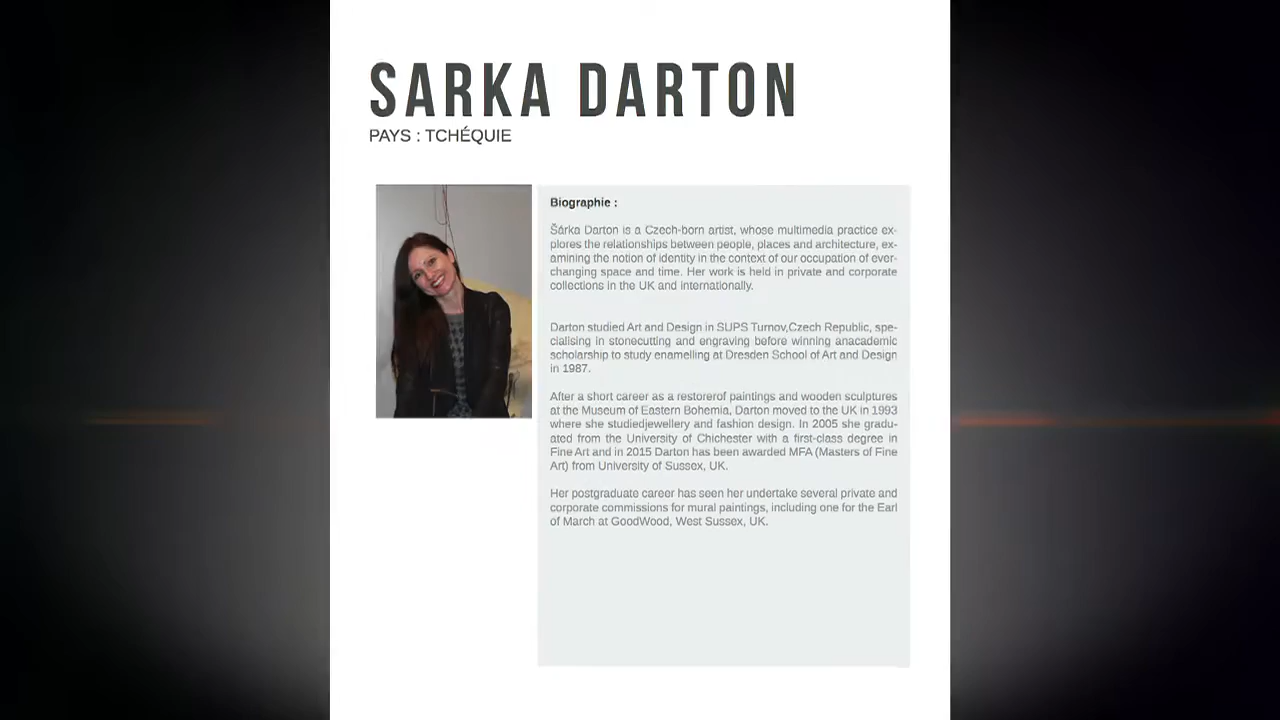 SARKA DARTON
PAYS : TCHÉQUIE
Biographie :
Šárka Darton is a Czech-born artist, whose multimedia practice ex-
plores the relationships between people, places and architecture, ex-
amining the notion of identity in the context of our occupation of ever-
changing space and time. Her work is held in private and corporate
collections in the UK and internationally.
Darton studied Art and Design in SUPS Turnov,Czech Republic, spe-
cialising in stonecutting and engraving before winning anacademic
scholarship to study enamelling at Dresden School of Art and Design
in 1987.
After a short career as a restorerof paintings and wooden sculptures
at the Museum of Eastern Bohemia, Darton moved to the UK in 1993
where she studiedjewellery and fashion design. In 2005 she gradu-
ated from the University of Chichester with a first-class degree in
Fine Art and in 2015 Darton has been awarded MFA (Masters of Fine
Art) from University of Sussex, UK.
Her postgraduate career has seen her undertake several private and
corporate commissions for mural paintings, including one for the Earl
of March at GoodWood, West Sussex, UK.